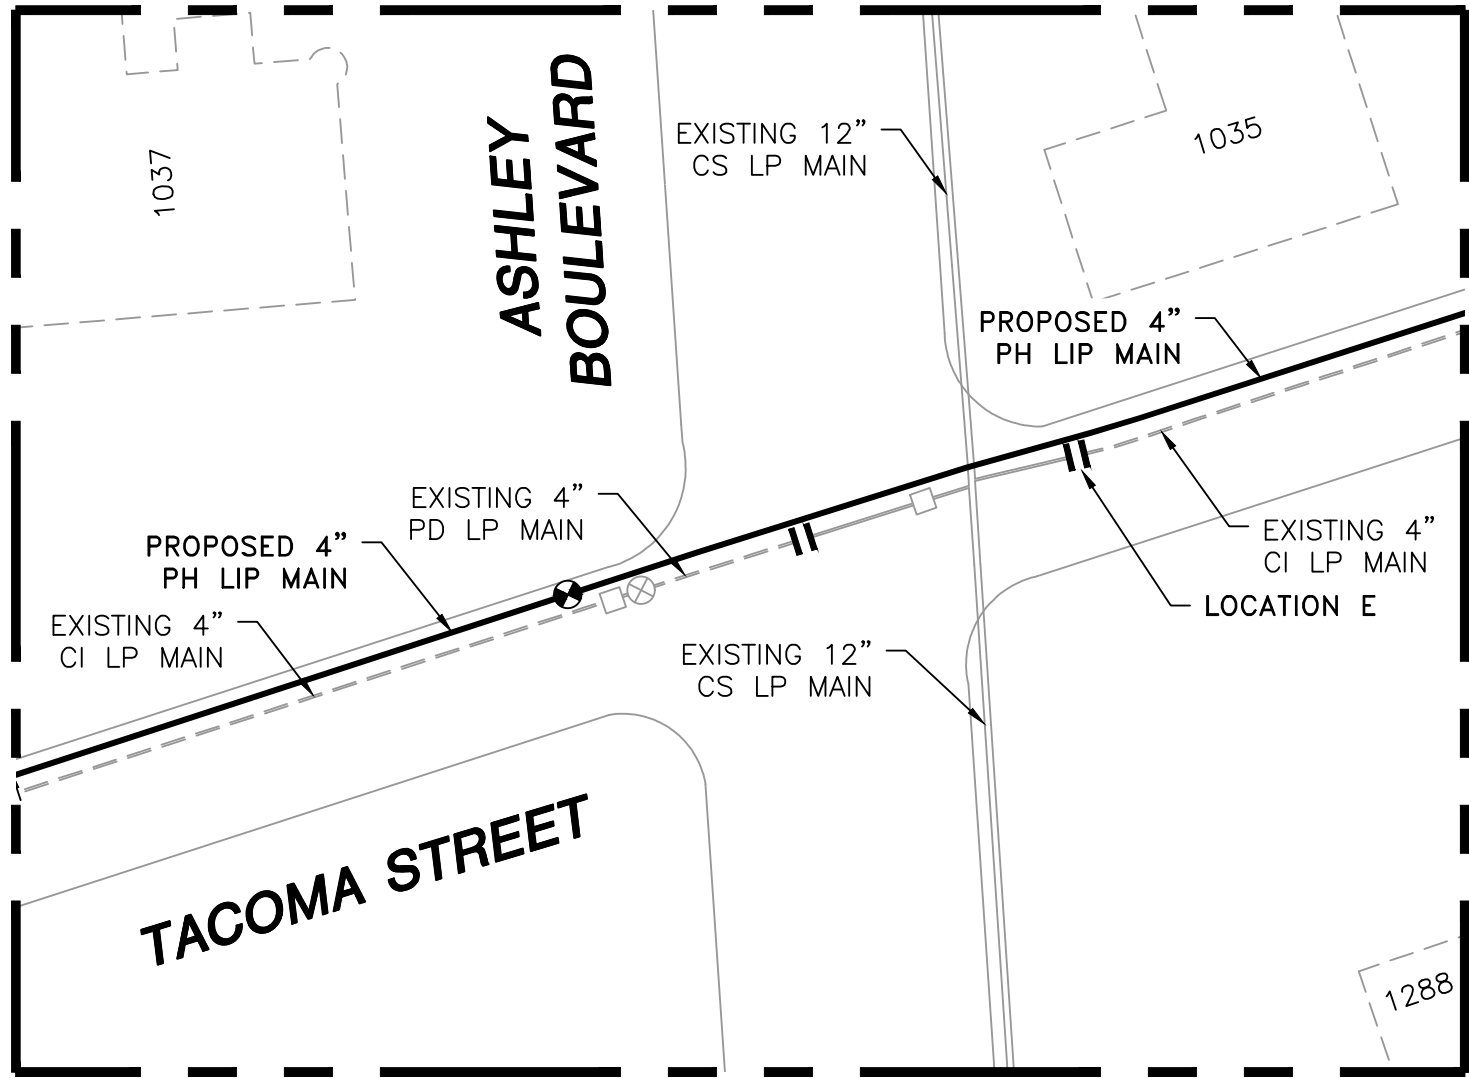 ASHLEY
BOULEVARD
1037
EXISTING 12”
CS LP MAIN
1035
PROPOSED 4”
PH LIP MAIN
EXISTING 4”
PD LP MAIN
PROPOSED 4”
PH LIP MAIN
EXISTING 4”
CI LP MAIN
EXISTING 4”
CI LP MAIN
LOCATION E
EXISTING 12”
CS LP MAIN
TACOMA STREET
1288